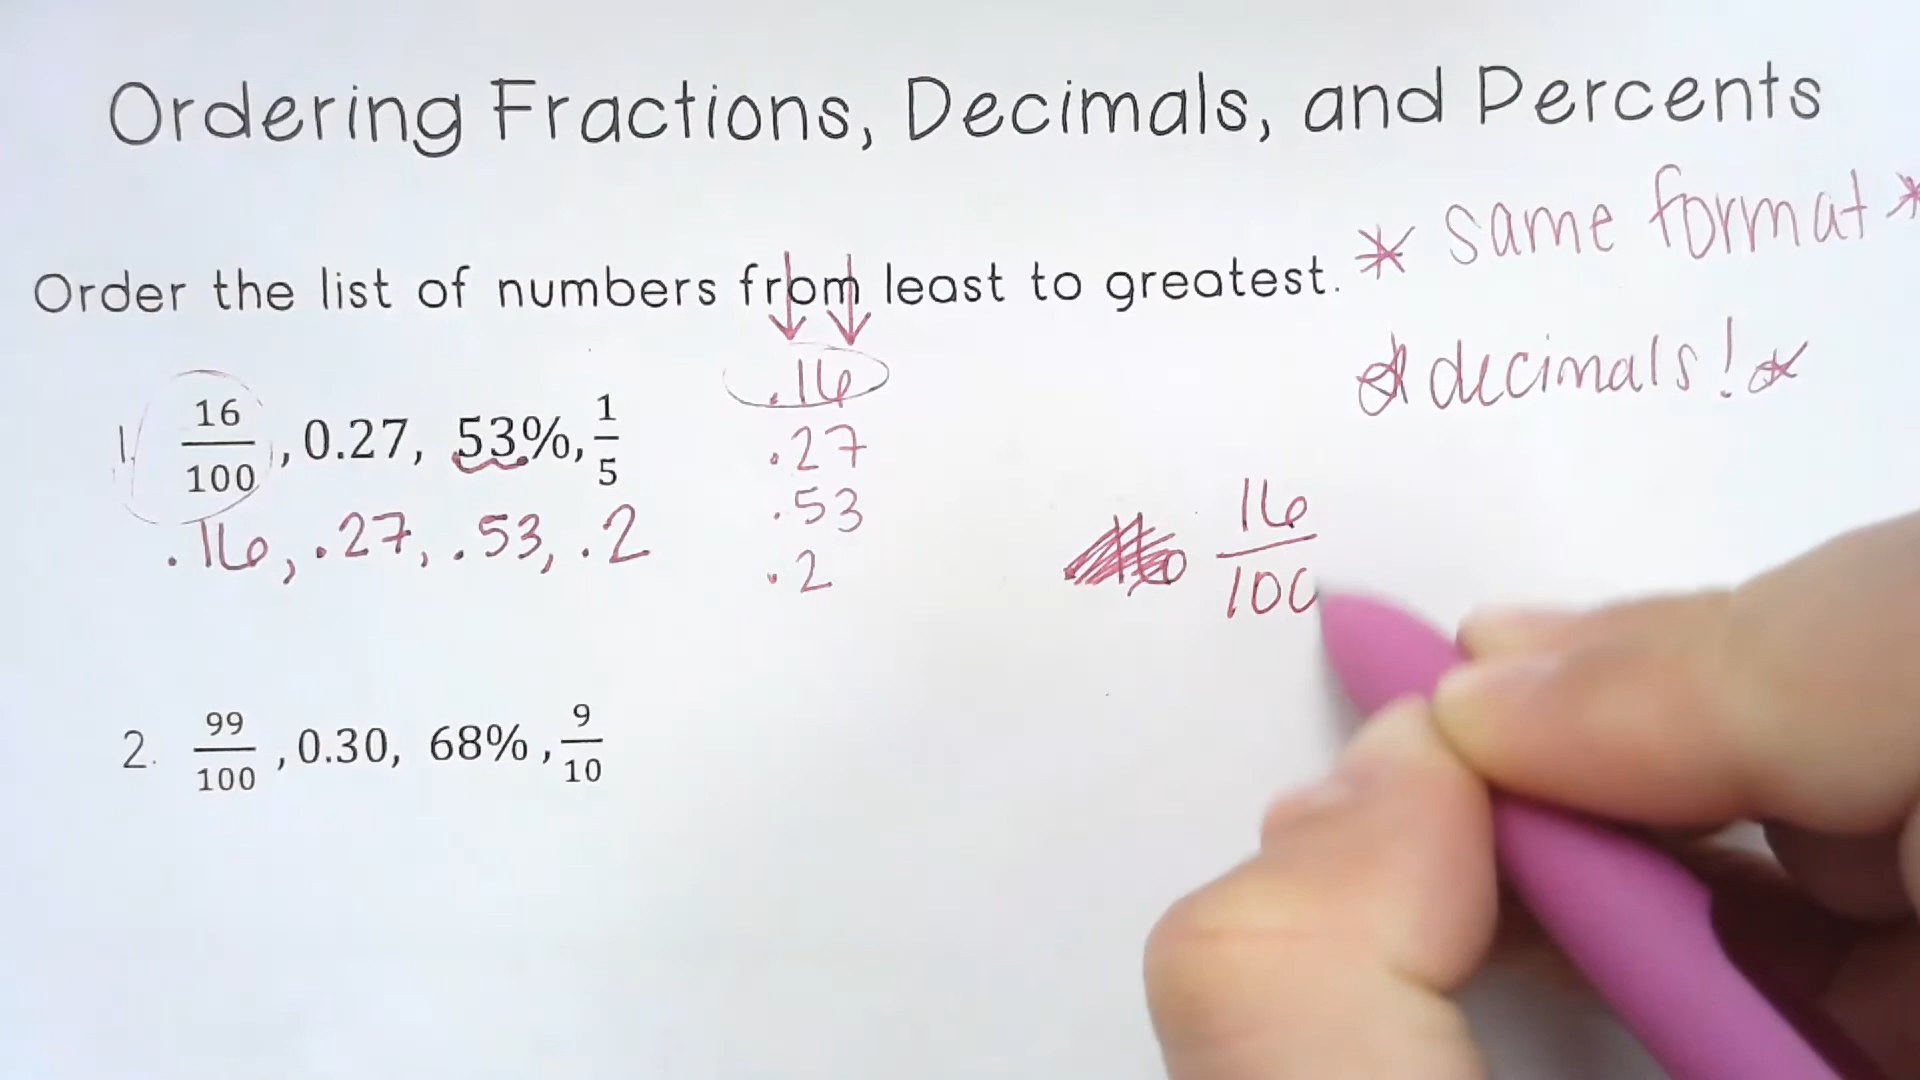 Ordering Fractions, Decimals, and Percents
* same format *
Order the list of numbers from least to greatest.
* decimals! *
.16
1. 16/100, 0.27, 53%, 1/5
.27
.53
16/100
.16, .27, .53, .2
.2
2. 99/100, 0.30, 68%, 9/10